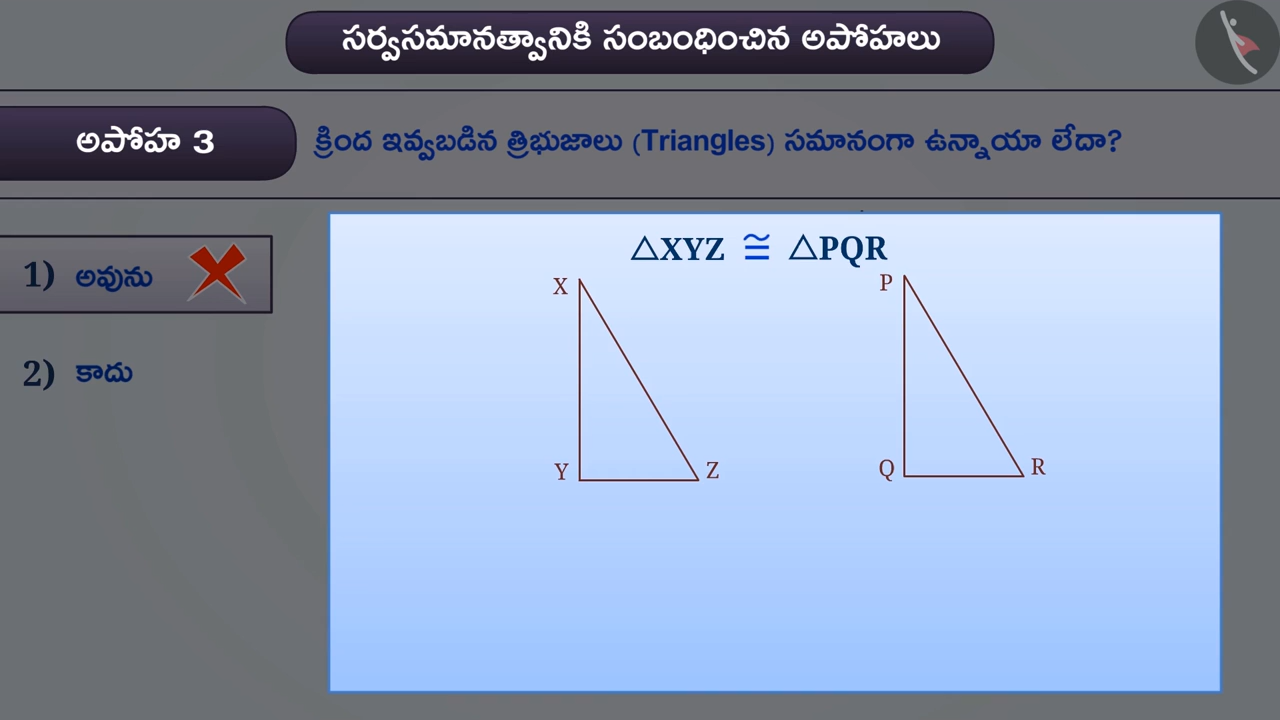 సర్వసమానత్వానికి సంబంధించిన అపోహలు
అపోహ 3
క్రింద ఇవ్వబడిన త్రిభుజాలు (Triangles) సమానంగా ఉన్నాయా లేదా?
1) అవును
2) కాదు
△XYZ ≅ △PQR
X
P
Y
Z
Q
R